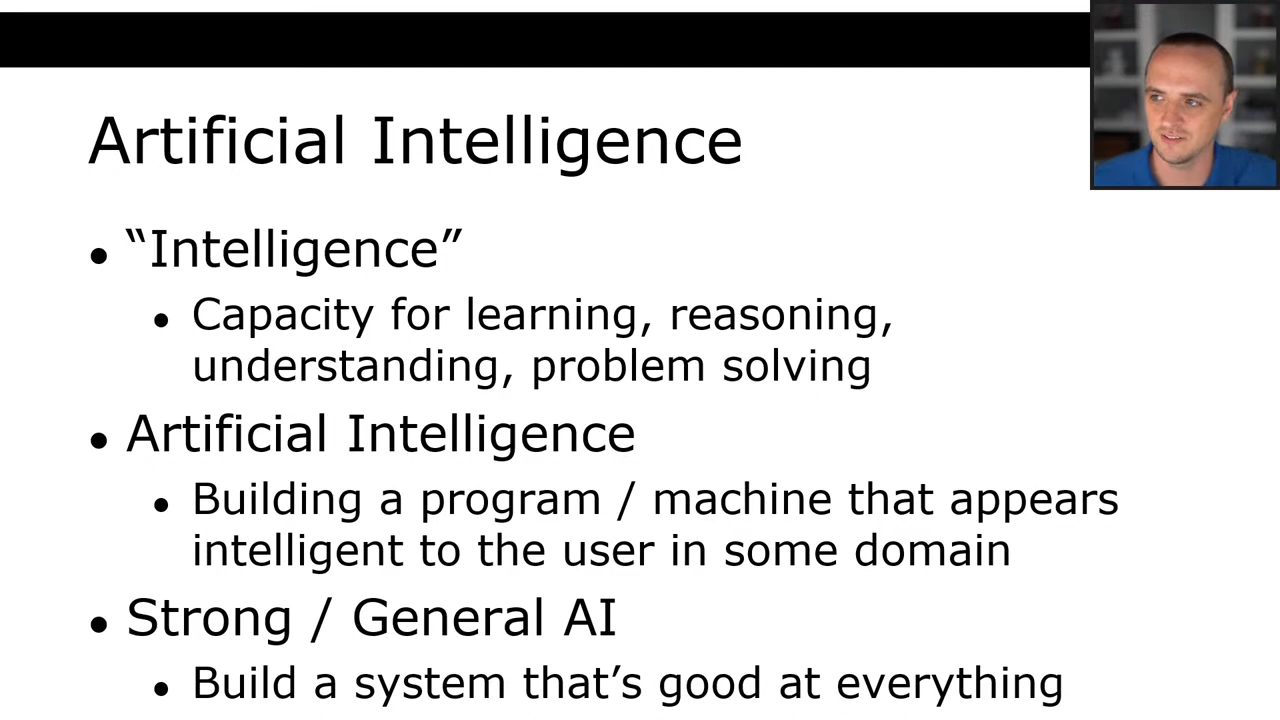 Artificial Intelligence
• “Intelligence”
• Capacity for learning, reasoning,
understanding, problem solving
• Artificial Intelligence
• Building a program / machine that appears
intelligent to the user in some domain
• Strong / General AI
• Build a system that’s good at everything